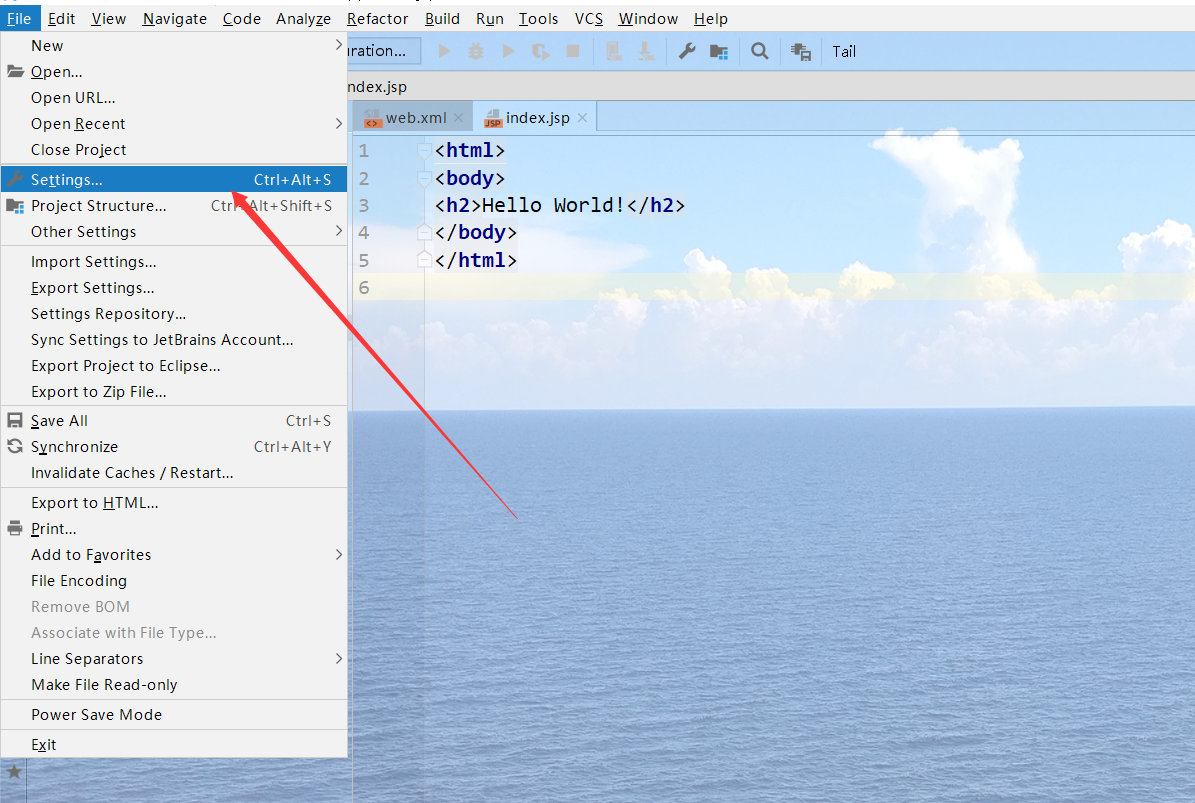 File Edit View Navigate Code Analyze Refactor Build Run Tools VCS Window Help
uration... Tail
ndex.jsp
web.xml index.jsp
New
Open...
Open URL...
Open Recent
Close Project
Settings... Ctrl+Alt+S
Project Structure... Ctrl+Alt+Shift+S
Other Settings
Import Settings...
Export Settings...
Settings Repository...
Sync Settings to JetBrains Account...
Export Project to Eclipse...
Export to Zip File...
Save All Ctrl+S
Synchronize Ctrl+Alt+Y
Invalidate Caches / Restart...
Export to HTML...
Print...
Add to Favorites
File Encoding
Remove BOM
Associate with File Type...
Line Separators
Make File Read-only
Power Save Mode
Exit
1 <html>
2 <body>
3 <h2>Hello World!</h2>
4 </body>
5 </html>
6